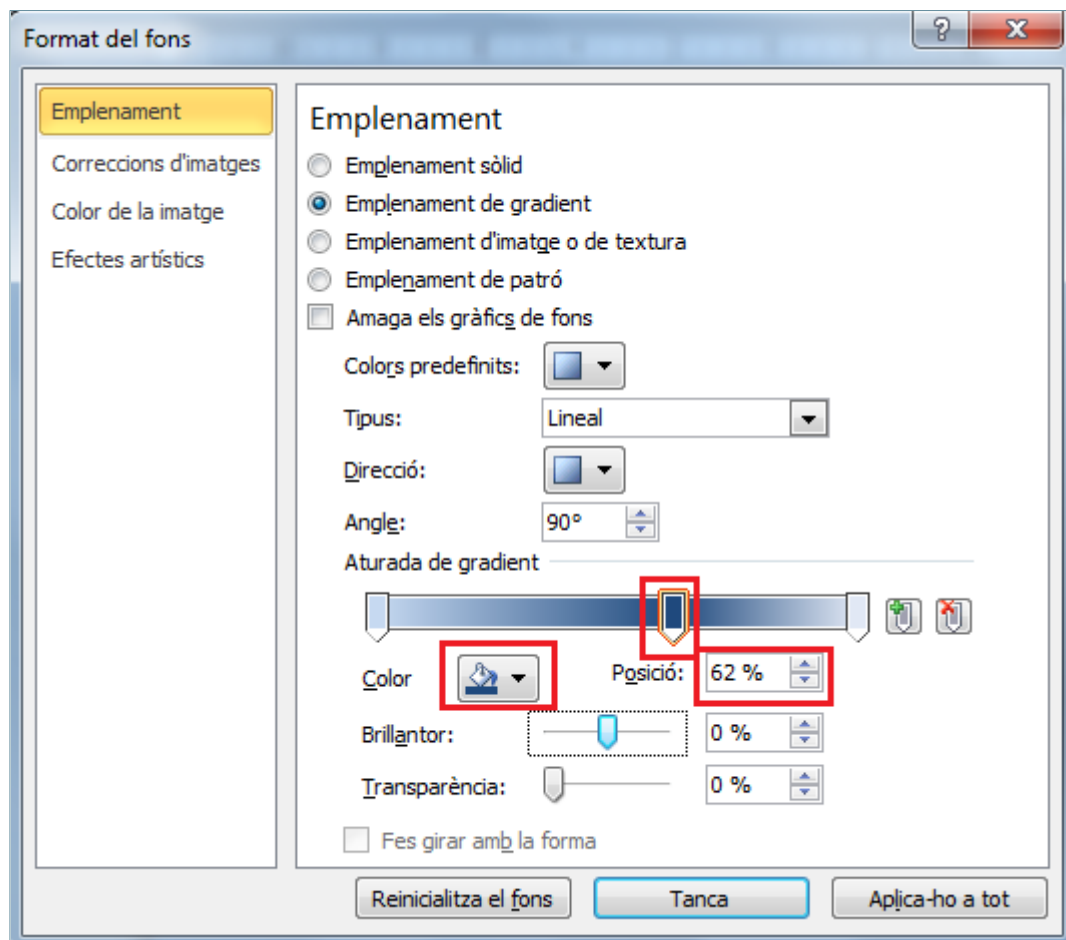 Format del fons
Emplenament
Correccions d'imatges
Color de la imatge
Efectes artístics
Emplenament
Emplenament sòlid
Emplenament de gradient
Emplenament d'imatge o de textura
Emplenament de patró
Amaga els gràfics de fons
Colors predefinits:
Tipus: Lineal
Direcció:
Angle: 90°
Aturada de gradient
Color Posició: 62 %
Brillantor: 0 %
Transparència: 0 %
Fes girar amb la forma
Reinicialitza el fons Tanca Aplica-ho a tot